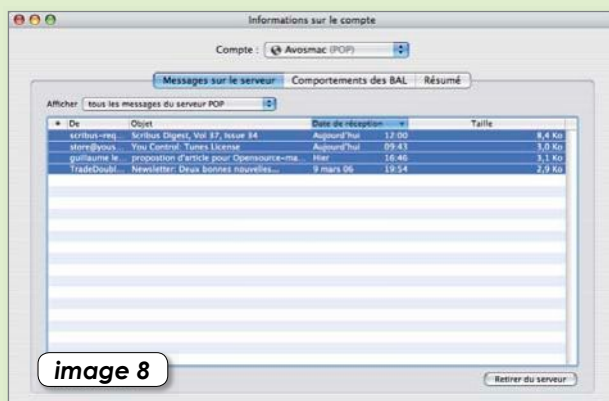 Informations sur le compte
Compte : Avosmac (POP)
Messages sur le serveur Comportements des BAL Résumé
Afficher tous les messages du serveur POP
• De Objet Date de réception Taille
scribus-req... Scribus Digest, Vol 37, Issue 34 Aujourd'hui 12:00 8,4 Ko
store@yous... You Control: Tunes License Aujourd'hui 09:43 3,0 Ko
guillaume le... propostion d'article pour Opensource-ma... Hier 16:46 3,1 Ko
TradeDoubl... Newsletter: Deux bonnes nouvelles... 9 mars 06 19:54 2,9 Ko
image 8
Retirer du serveur